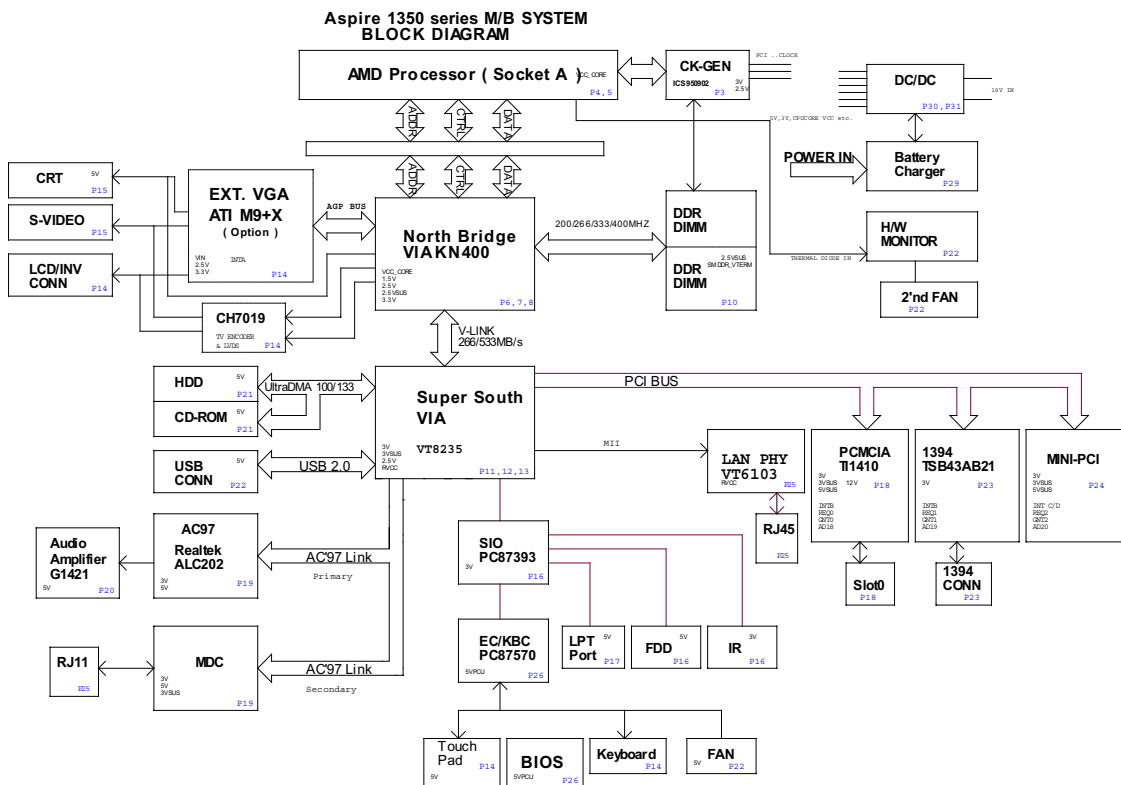 Aspire 1350 series M/B SYSTEM
BLOCK DIAGRAM
AMD Processor ( Socket A )
VCC_CORE
P4,5
CK-GEN
ICS950902
3V
2.5V
P3
PCI ..CLOCK
DC/DC
P30,P31
19V IN
5V,3V,CPUCORE VCC etc.
ADDR
CTRL
DATA
ADDR
CTRL
DATA
POWER IN
Battery
Charger
P29
CRT
5V
P15
S-VIDEO
P15
LCD/INV
CONN
P14
EXT. VGA
ATI M9+X
( Option )
VIN
2.5V
3.3V
INTA
P14
AGP BUS
North Bridge
VIAKN400
VCC_CORE
1.5V
2.5V
2.5VSUS
3.3V
P6,7,8
200/266/333/400MHZ
DDR
DIMM
DDR
DIMM
2.5VSUS
SMDDR_VTERM
P10
H/W
MONITOR
P22
THERMAL DIODE IN
2'nd FAN
P22
CH7019
TV ENCODER
& LVDS
P14
V-LINK
266/533MB/s
HDD
5V
P21
CD-ROM
5V
P21
UltraDMA 100/133
Super South
VIA
VT8235
3V
3VSUS
2.5V
RVCC
P11,12,13
PCI BUS
USB
CONN
5V
P22
USB 2.0
MII
LAN PHY
VT6103
RVCC
P25
RJ45
P25
PCMCIA
TI1410
3V
3VSUS
5VSUS
12V
P18
INTB
REQ0
GNT0
AD18
1394
TSB43AB21
3V
P23
INTB
REQ1
GNT1
AD19
MINI-PCI
3V
3VSUS
5VSUS
P24
INT C/D
REQ2
GNT2
AD20
Slot0
P18
1394
CONN
P23
Audio
Amplifier
G1421
5V
P20
AC97
Realtek
ALC202
3V
5V
P19
AC'97 Link
Primary
SIO
PC87393
3V
P16
RJ11
P25
MDC
3V
5V
3VSUS
P19
AC'97 Link
Secondary
EC/KBC
PC87570
5VPCU
P26
LPT
Port
5V
P17
FDD
5V
P16
IR
3V
P16
Touch
Pad
5V
P14
BIOS
5VPCU
P26
Keyboard
P14
FAN
5V
P22